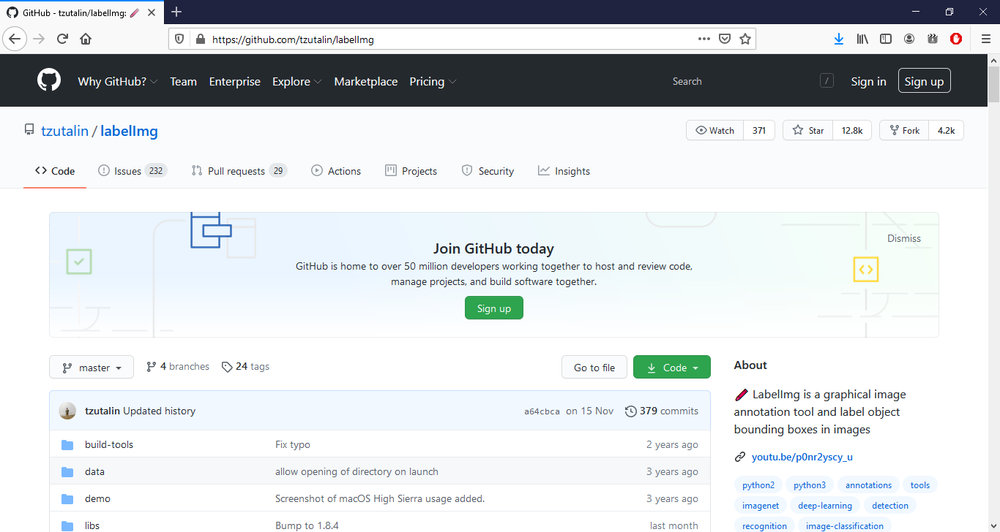 GitHub - tzutalin/labelImg:
https://github.com/tzutalin/labelImg
Why GitHub? Team Enterprise Explore Marketplace Pricing Search / Sign in Sign up
tzutalin / labelImg Watch 371 Star 12.8k Fork 4.2k
Code Issues 232 Pull requests 29 Actions Projects Security Insights
Dismiss
Join GitHub today
GitHub is home to over 50 million developers working together to host and review code,
manage projects, and build software together.
Sign up
master 4 branches 24 tags Go to file Code
tzutalin Updated history a64cbca on 15 Nov 379 commits
build-tools Fix typo 2 years ago
data allow opening of directory on launch 3 years ago
demo Screenshot of macOS High Sierra usage added. 3 years ago
libs Bump to 1.8.4 last month
About
LabelImg is a graphical image
annotation tool and label object
bounding boxes in images
youtu.be/p0nr2yscy_u
python2 python3 annotations tools
imagenet deep-learning detection
recognition image-classification